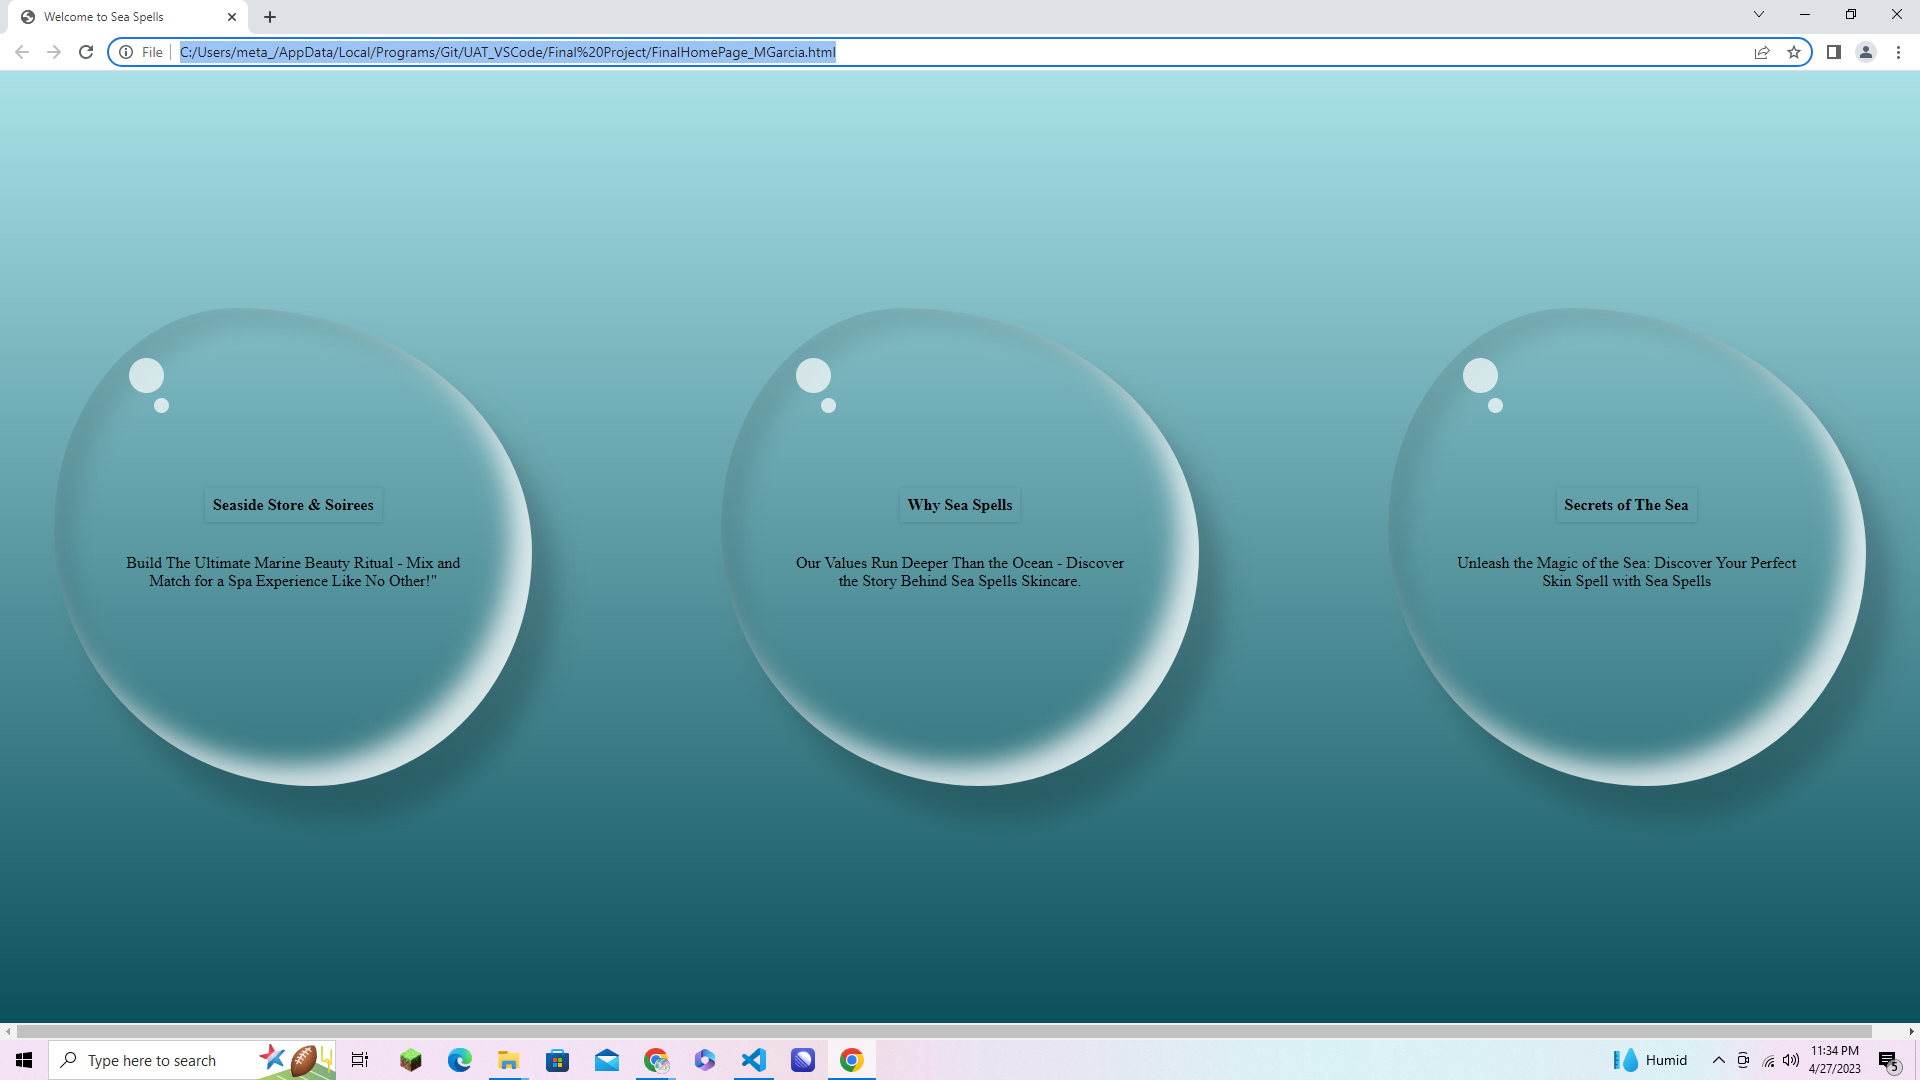 Welcome to Sea Spells
File
C:/Users/meta_/AppData/Local/Programs/Git/UAT_VSCode/Final%20Project/FinalHomePage_MGarcia.html
Seaside Store & Soirees
Build The Ultimate Marine Beauty Ritual - Mix and
Match for a Spa Experience Like No Other!"
Why Sea Spells
Our Values Run Deeper Than the Ocean - Discover
the Story Behind Sea Spells Skincare.
Secrets of The Sea
Unleash the Magic of the Sea: Discover Your Perfect
Skin Spell with Sea Spells
Type here to search
Humid
11:34 PM
4/27/2023
5